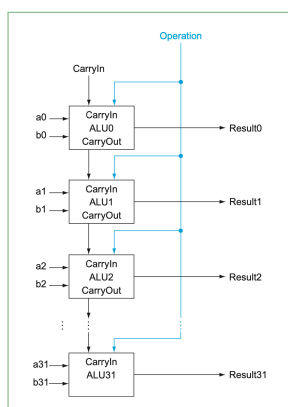 Operation
CarryIn
a0
b0
CarryIn
ALU0
CarryOut
Result0
a1
b1
CarryIn
ALU1
CarryOut
Result1
a2
b2
CarryIn
ALU2
CarryOut
Result2
a31
b31
CarryIn
ALU31
Result31